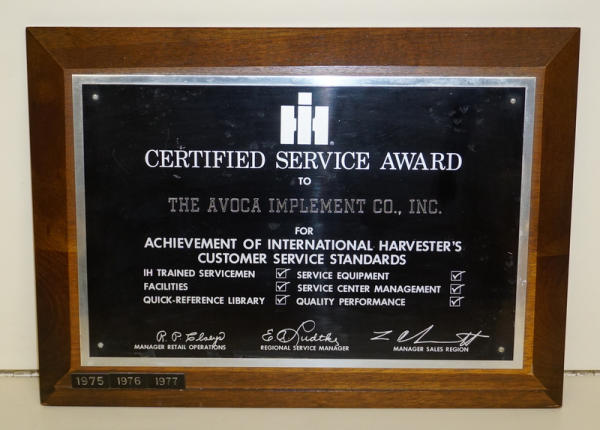 IH
CERTIFIED SERVICE AWARD
TO
THE AVOCA IMPLEMENT CO., INC.
FOR
ACHIEVEMENT OF INTERNATIONAL HARVESTER'S
CUSTOMER SERVICE STANDARDS
IH TRAINED SERVICEMEN ☑ SERVICE EQUIPMENT ☑
FACILITIES ☑ SERVICE CENTER MANAGEMENT ☑
QUICK-REFERENCE LIBRARY ☑ QUALITY PERFORMANCE ☑
MANAGER RETAIL OPERATIONS REGIONAL SERVICE MANAGER MANAGER SALES REGION
1975 1976 1977